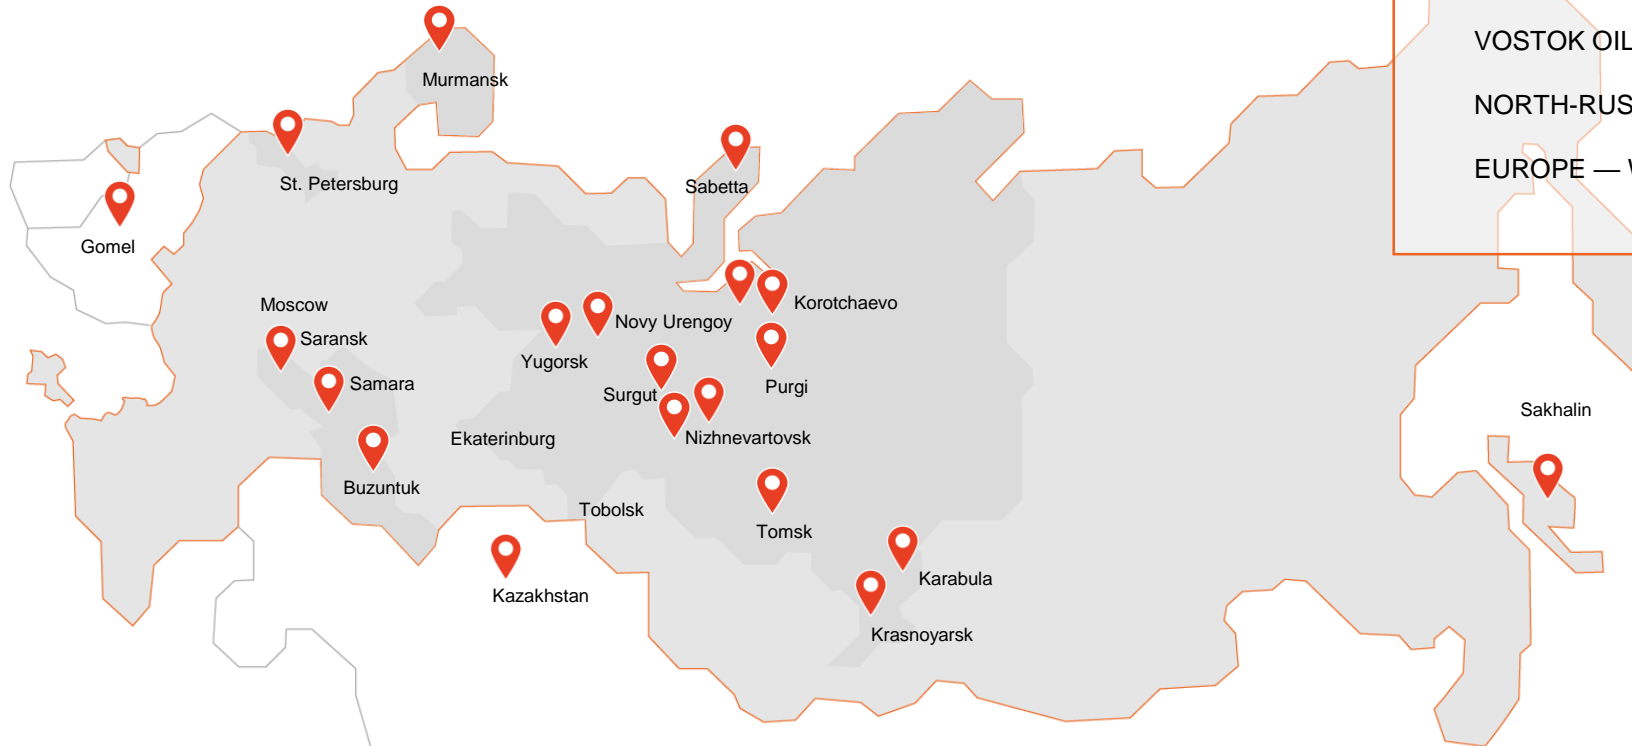 VOSTOK OIL
NORTH-RUS
EUROPE —
Murmansk
St. Petersburg
Sabetta
Gomel
Moscow
Korotchaevo
Novy Urengoy
Saransk
Yugorsk
Samara
Purgi
Surgut
Sakhalin
Ekaterinburg
Nizhnevartovsk
Buzuntuk
Tobolsk
Tomsk
Karabula
Kazakhstan
Krasnoyarsk